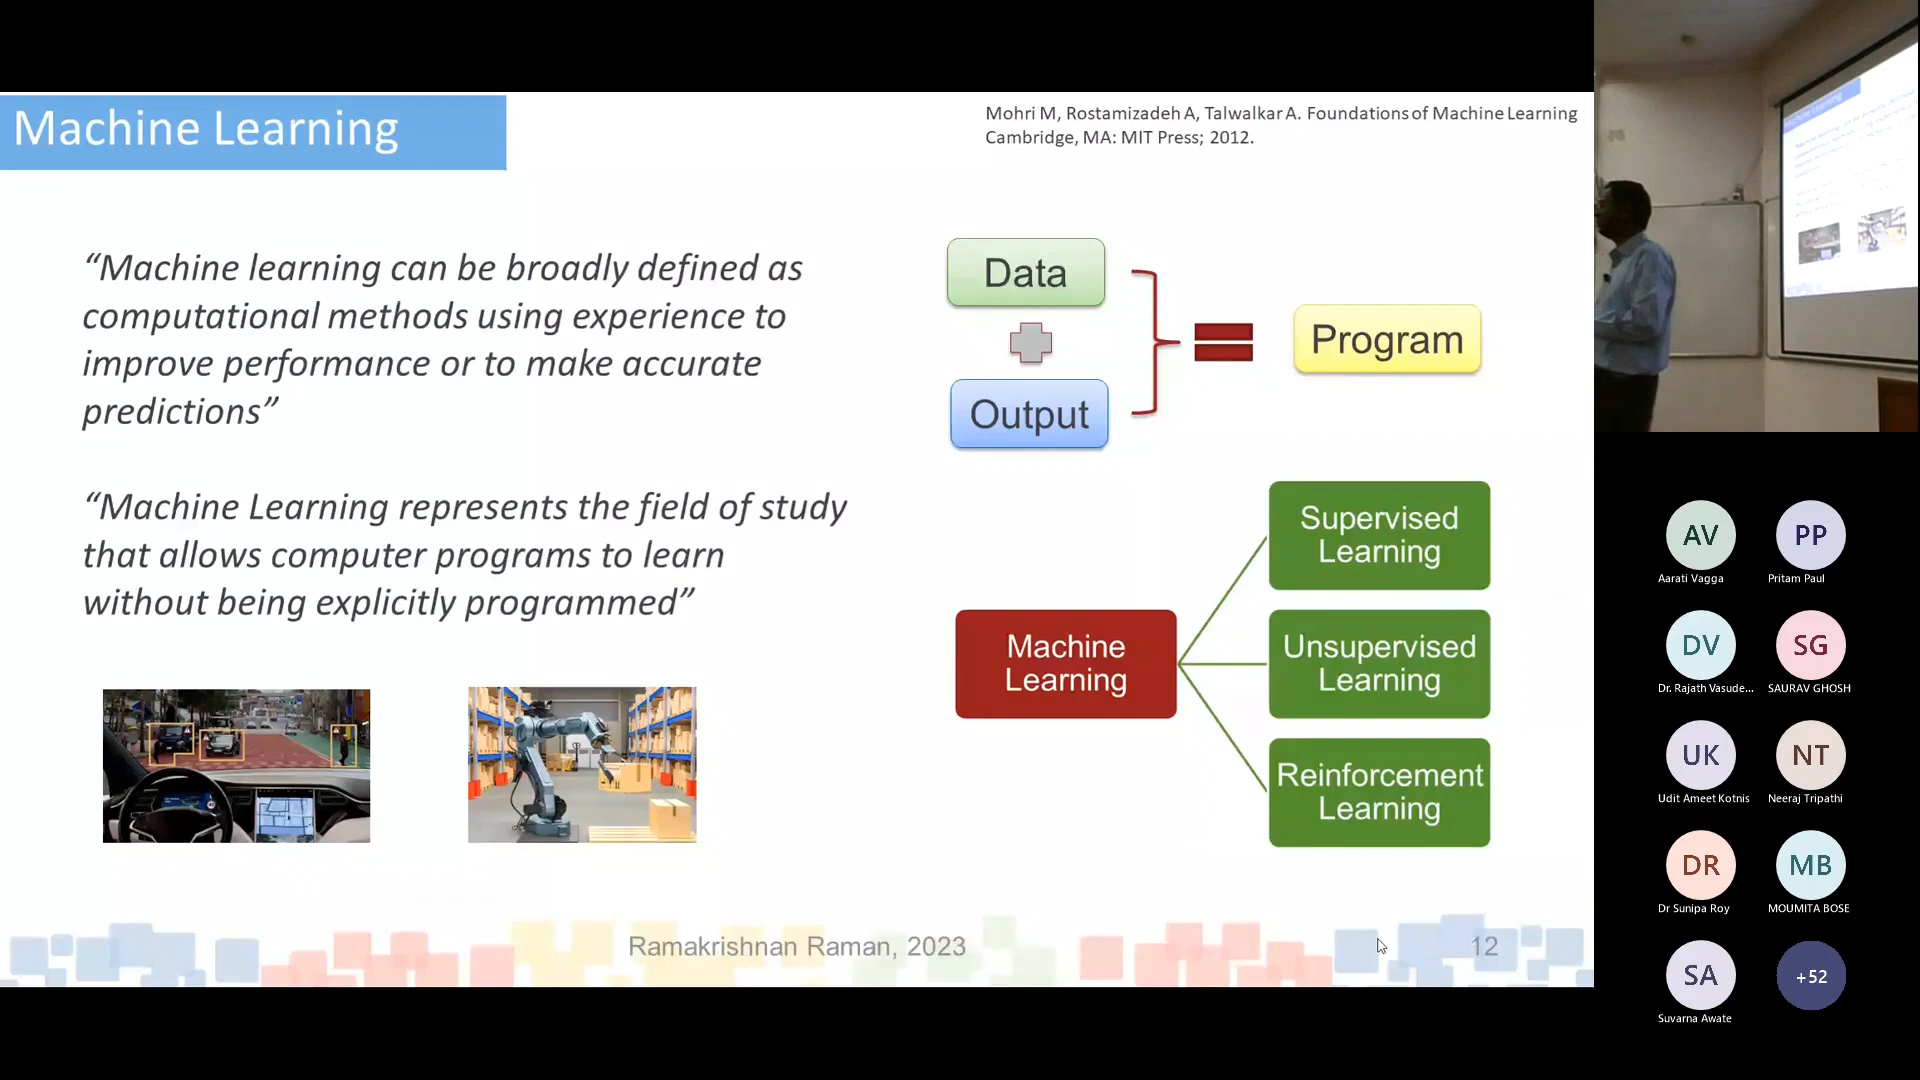 Machine Learning
Mohri M, Rostamizadeh A, Talwalkar A. Foundations of Machine Learning
Cambridge, MA: MIT Press; 2012.
“Machine learning can be broadly defined as
computational methods using experience to
improve performance or to make accurate
predictions”
“Machine Learning represents the field of study
that allows computer programs to learn
without being explicitly programmed”
Data
Output
Program
Machine
Learning
Supervised
Learning
Unsupervised
Learning
Reinforcement
Learning
Ramakrishnan Raman, 2023
12
AV
Aarati Vagga
PP
Pritam Paul
DV
Dr. Rajath Vasude...
SG
SAURAV GHOSH
UK
Udit Ameet Kotnis
NT
Neeraj Tripathi
DR
Dr Sunipa Roy
MB
MOUMITA BOSE
SA
Suvarna Awate
+52